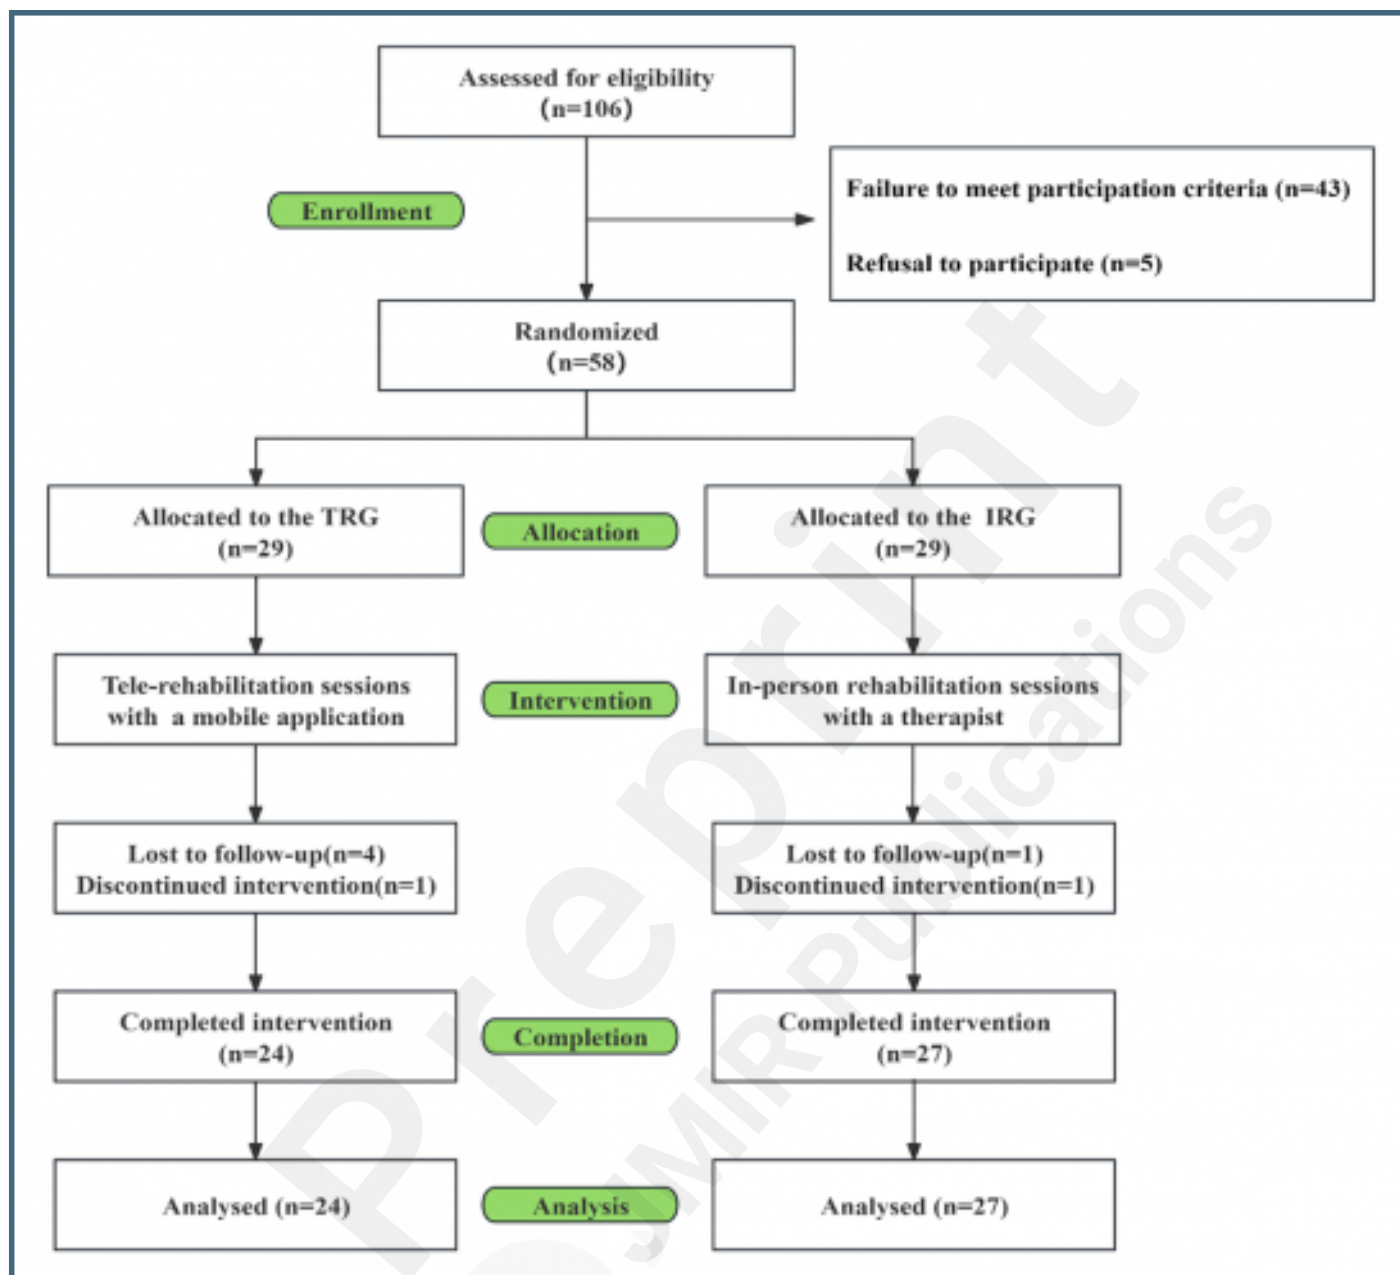 Assessed for eligibility
(n=106)
Enrollment
Failure to meet participation criteria (n=43)
Refusal to participate (n=5)
Randomized
(n=58)
Allocated to the TRG
(n=29)
Allocation
Allocated to the IRG
(n=29)
Tele-rehabilitation sessions
with a mobile application
Intervention
In-person rehabilitation sessions
with a therapist
Lost to follow-up(n=4)
Discontinued intervention(n=1)
Lost to follow-up(n=1)
Discontinued intervention(n=1)
Completed intervention
(n=24)
Completion
Completed intervention
(n=27)
Analysed (n=24)
Analysis
Analysed (n=27)
Preprint
JMIR Publications